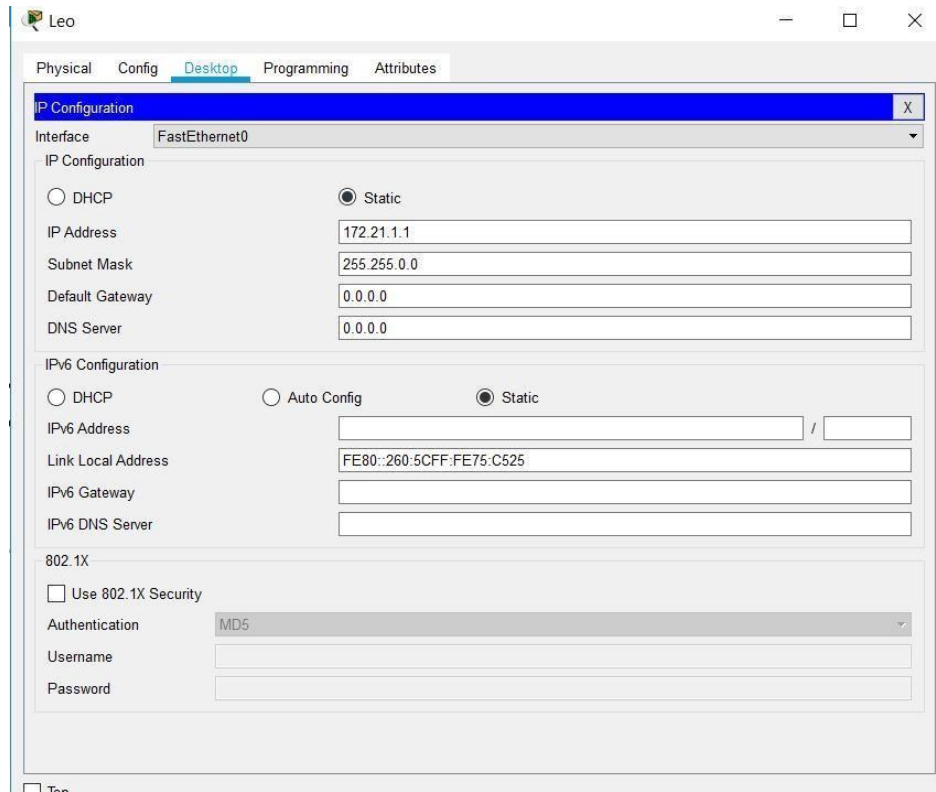 Leo
Physical Config Desktop Programming Attributes
IP Configuration X
Interface FastEthernet0
IP Configuration
DHCP Static
IP Address 172.21.1.1
Subnet Mask 255.255.0.0
Default Gateway 0.0.0.0
DNS Server 0.0.0.0
IPv6 Configuration
DHCP Auto Config Static
IPv6 Address /
Link Local Address FE80::260:5CFF:FE75:C525
IPv6 Gateway
IPv6 DNS Server
802.1X
Use 802.1X Security
Authentication MD5
Username
Password
Top